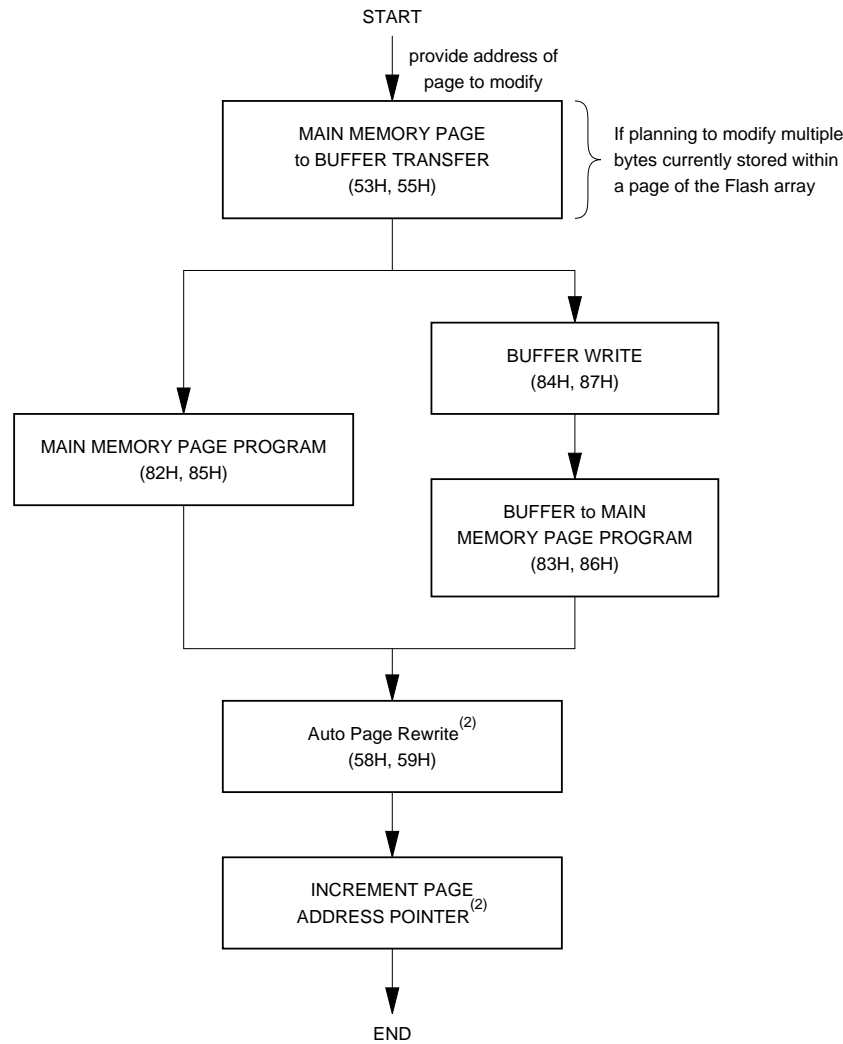 START
provide address of
page to modify
MAIN MEMORY PAGE
to BUFFER TRANSFER
(53H, 55H)
If planning to modify multiple
bytes currently stored within
a page of the Flash array
BUFFER WRITE
(84H, 87H)
MAIN MEMORY PAGE PROGRAM
(82H, 85H)
BUFFER to MAIN
MEMORY PAGE PROGRAM
(83H, 86H)
Auto Page Rewrite(2)
(58H, 59H)
INCREMENT PAGE
ADDRESS POINTER(2)
END